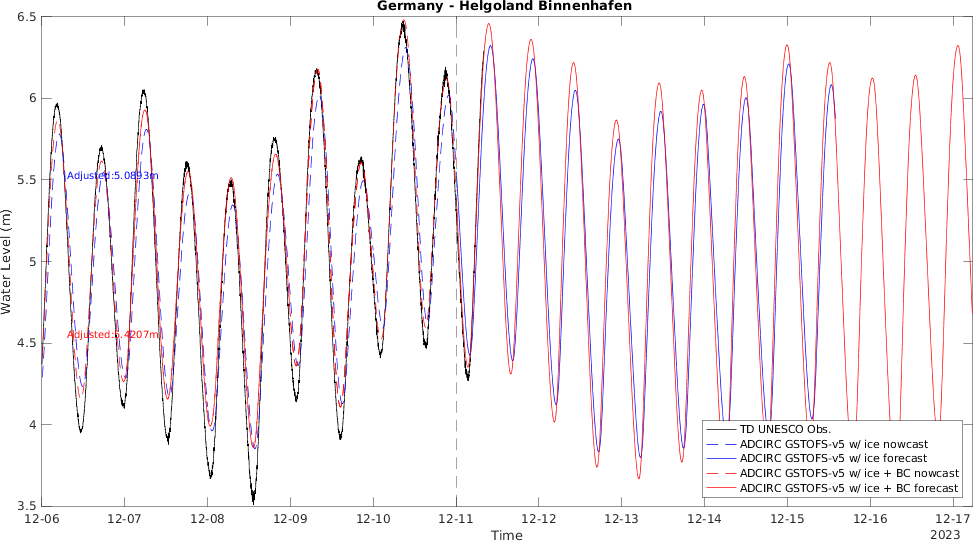 Germany - Helgoland Binnenhafen
6.5
6
5.5
5
4.5
4
3.5
Water Level (m)
Adjusted:5.0893m
Adjusted:5.4207m
TD UNESCO Obs.
ADCIRC GSTOFS-v5 w/ ice nowcast
ADCIRC GSTOFS-v5 w/ ice forecast
ADCIRC GSTOFS-v5 w/ ice + BC nowcast
ADCIRC GSTOFS-v5 w/ ice + BC forecast
12-06 12-07 12-08 12-09 12-10 12-11 12-12 12-13 12-14 12-15 12-16 12-17
Time
2023